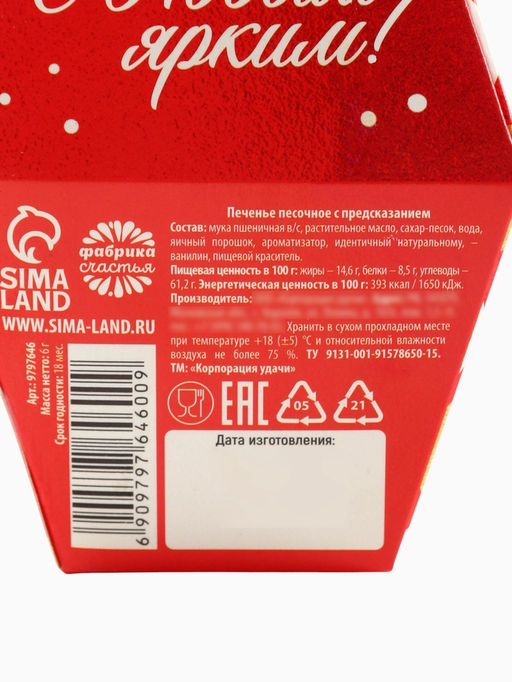 ярким!
SIMA
LAND
фабрика
счастья
WWW.SIMA-LAND.RU
Печенье песочное с предсказанием
Состав: мука пшеничная в/с, растительное масло, сахар-песок, вода,
яичный порошок, ароматизатор, идентичный натуральному, –
ванилин, пищевой краситель.
Пищевая ценность в 100 г: жиры – 14,6 г, белки – 8,5 г, углеводы –
61,2 г. Энергетическая ценность в 100 г: 393 ккал / 1650 кДж.
Производитель:
Хранить в сухом прохладном месте
при температуре +18 (±5) °С и относительной влажности
воздуха не более 75 %. ТУ 9131-001-91578650-15.
ТМ: «Корпорация удачи»
Арт.: 9797646
Масса нетто: 6 г
Срок годности: 18 мес.
6 909797 646009
EAC
05
21
Дата изготовления: